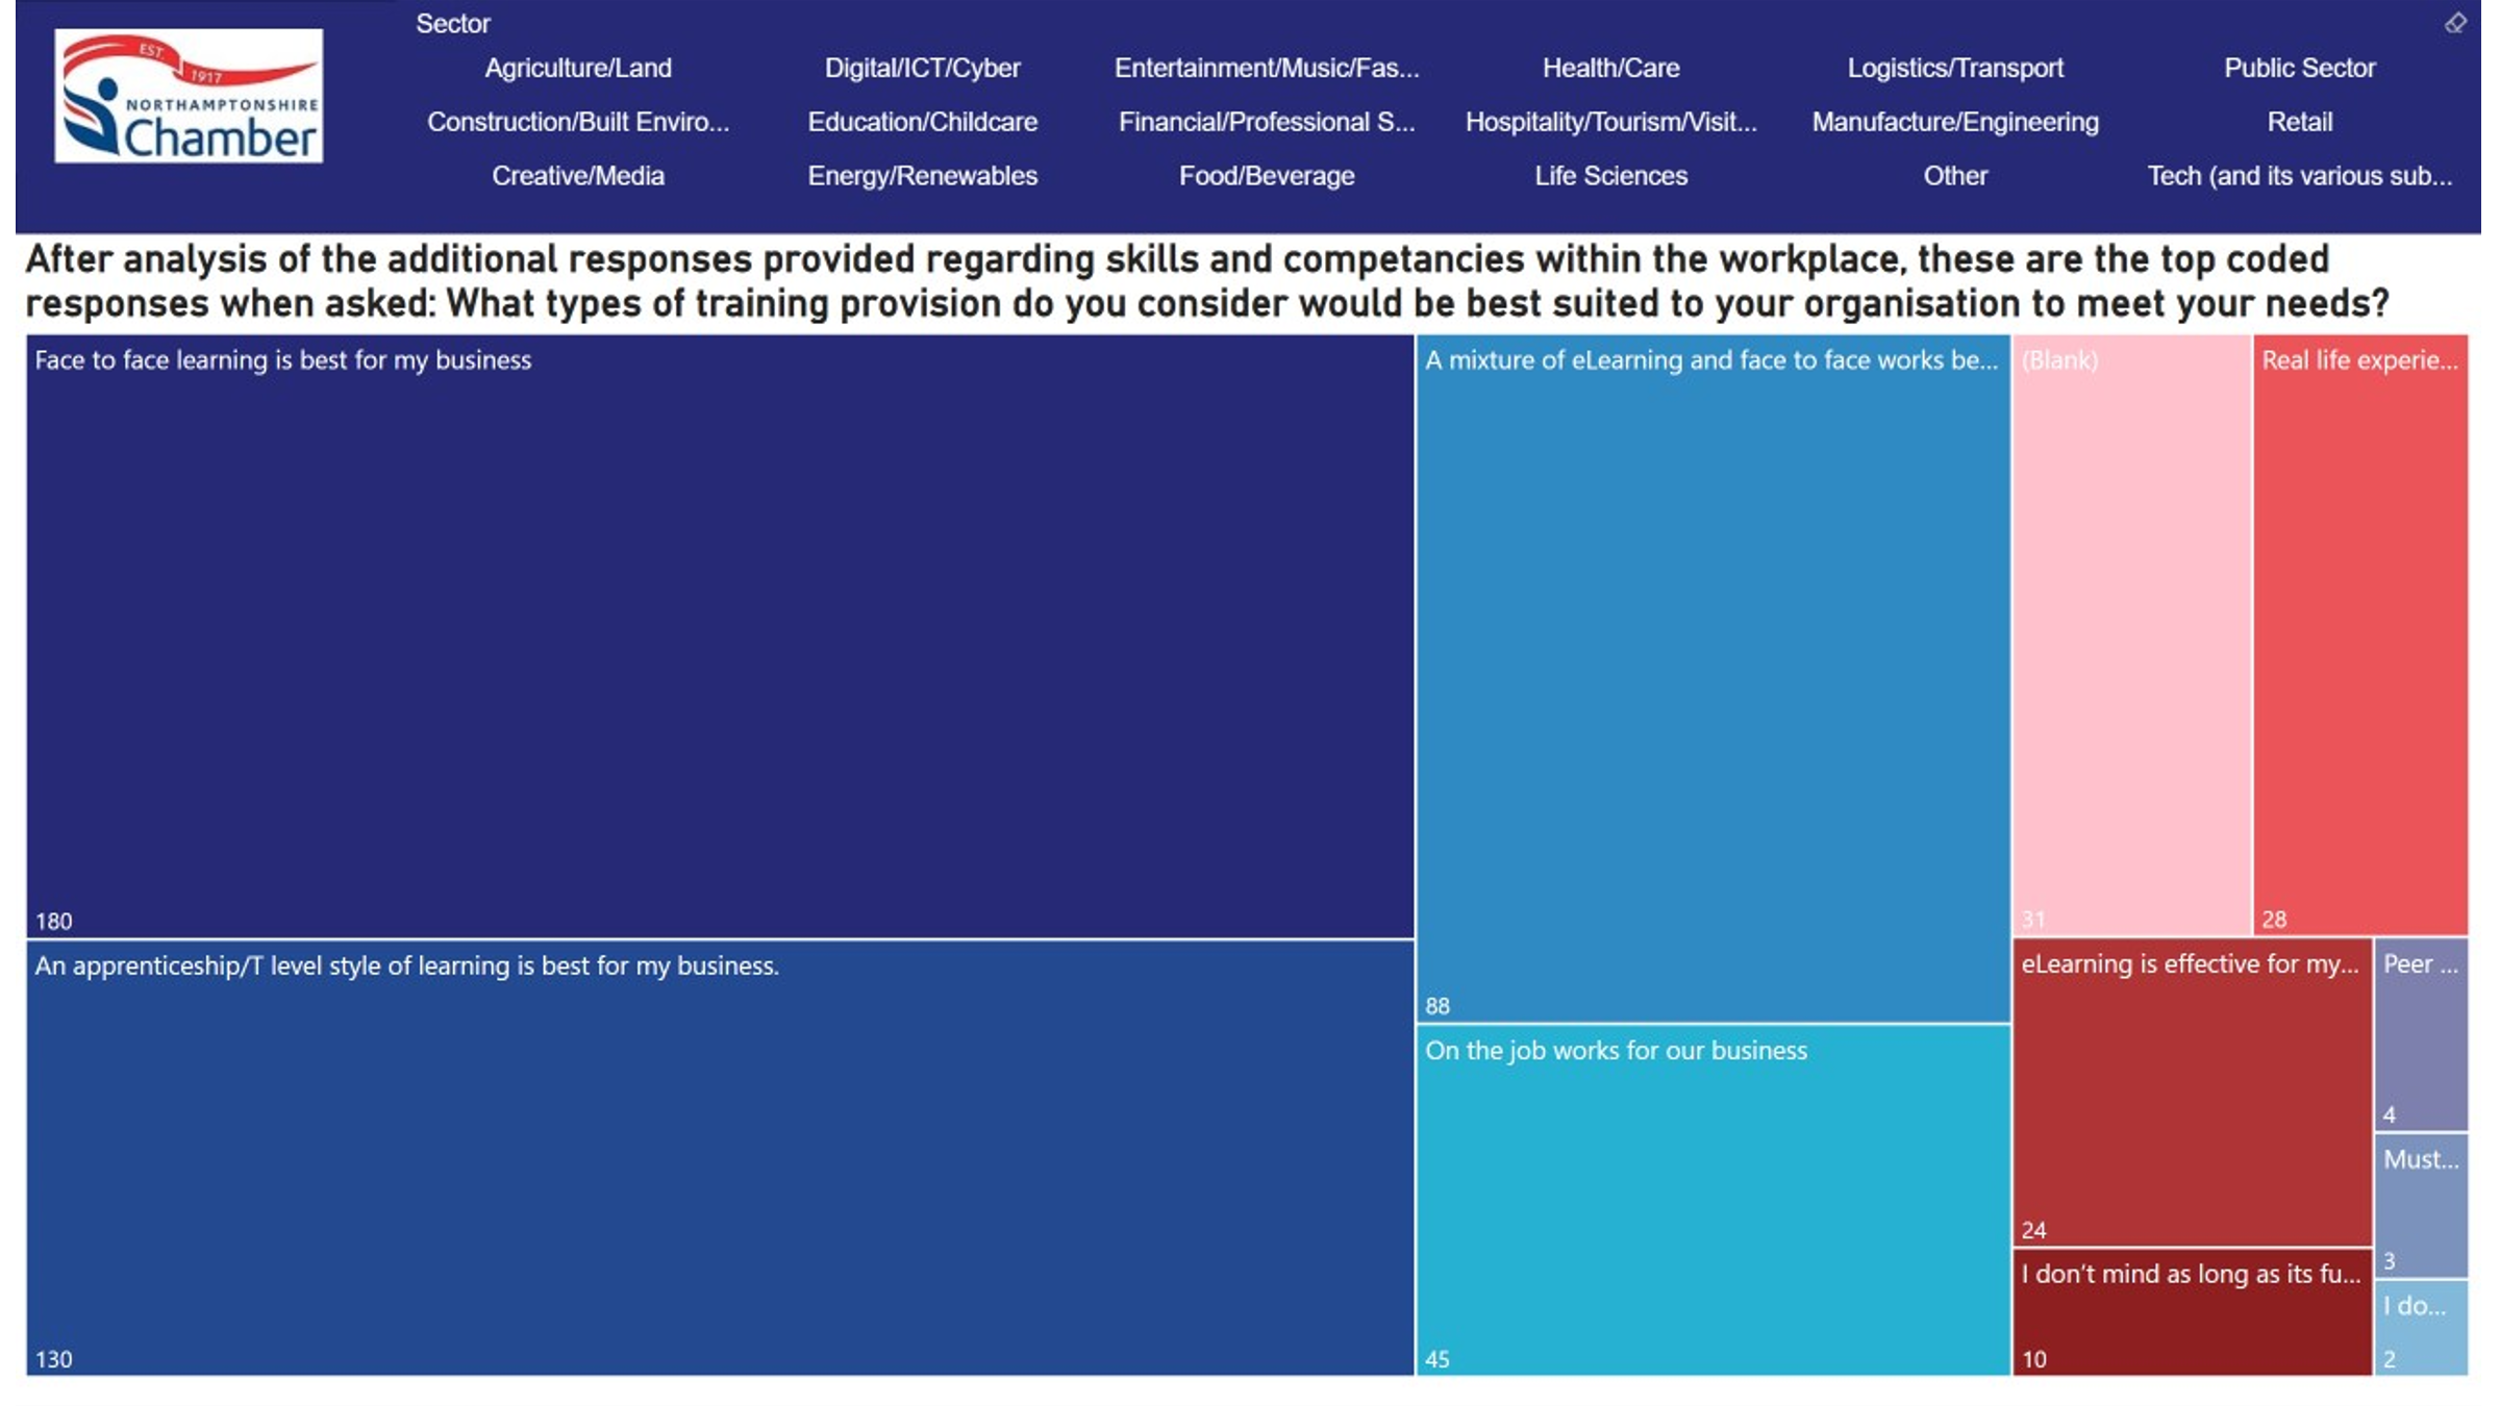 EST.
1917
NORTHAMPTONSHIRE
Chamber
Sector
Agriculture/Land
Digital/ICT/Cyber
Entertainment/Music/Fas...
Health/Care
Logistics/Transport
Public Sector
Construction/Built Enviro...
Education/Childcare
Financial/Professional S...
Hospitality/Tourism/Visit...
Manufacture/Engineering
Retail
Creative/Media
Energy/Renewables
Food/Beverage
Life Sciences
Other
Tech (and its various sub...
After analysis of the additional responses provided regarding skills and competancies within the workplace, these are the top coded
responses when asked: What types of training provision do you consider would be best suited to your organisation to meet your needs?
Face to face learning is best for my business
180
An apprenticeship/T level style of learning is best for my business.
130
A mixture of eLearning and face to face works be...
88
On the job works for our business
45
(Blank)
31
Real life experie...
28
eLearning is effective for my...
24
I don't mind as long as its fu...
10
Peer ...
4
Must...
3
I do...
2